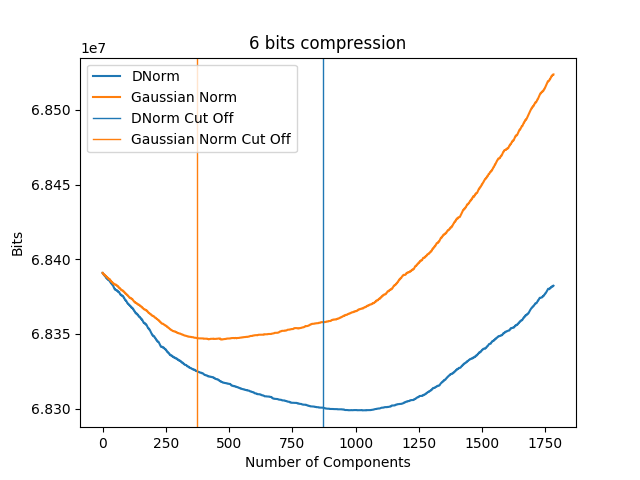 6 bits compression
1e7
DNorm
Gaussian Norm
DNorm Cut Off
Gaussian Norm Cut Off
6.850
6.845
6.840
6.835
6.830
Bits
0 250 500 750 1000 1250 1500 1750
Number of Components